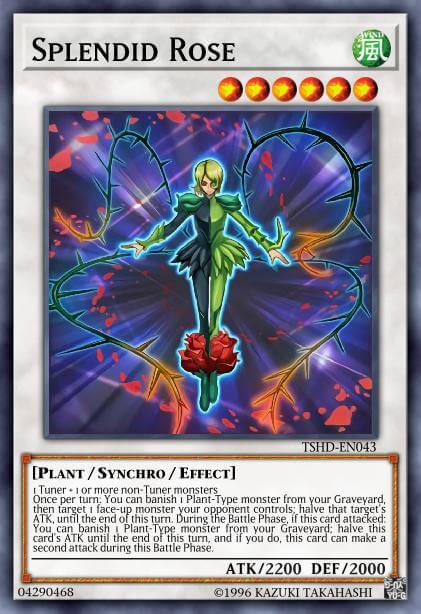 SPLENDID ROSE
WIND
風
TSHD-EN043
[PLANT / SYNCHRO / EFFECT]
1 Tuner + 1 or more non-Tuner monsters
Once per turn: You can banish 1 Plant-Type monster from your Graveyard,
then target 1 face-up monster your opponent controls; halve that target's
ATK, until the end of this turn. During the Battle Phase, if this card attacked:
You can banish 1 Plant-Type monster from your Graveyard; halve
this card's ATK until the end of this turn, and if you do, this card can make a
second attack during this Battle Phase.
ATK/2200 DEF/2000
04290468 ©1996 KAZUKI TAKAHASHI